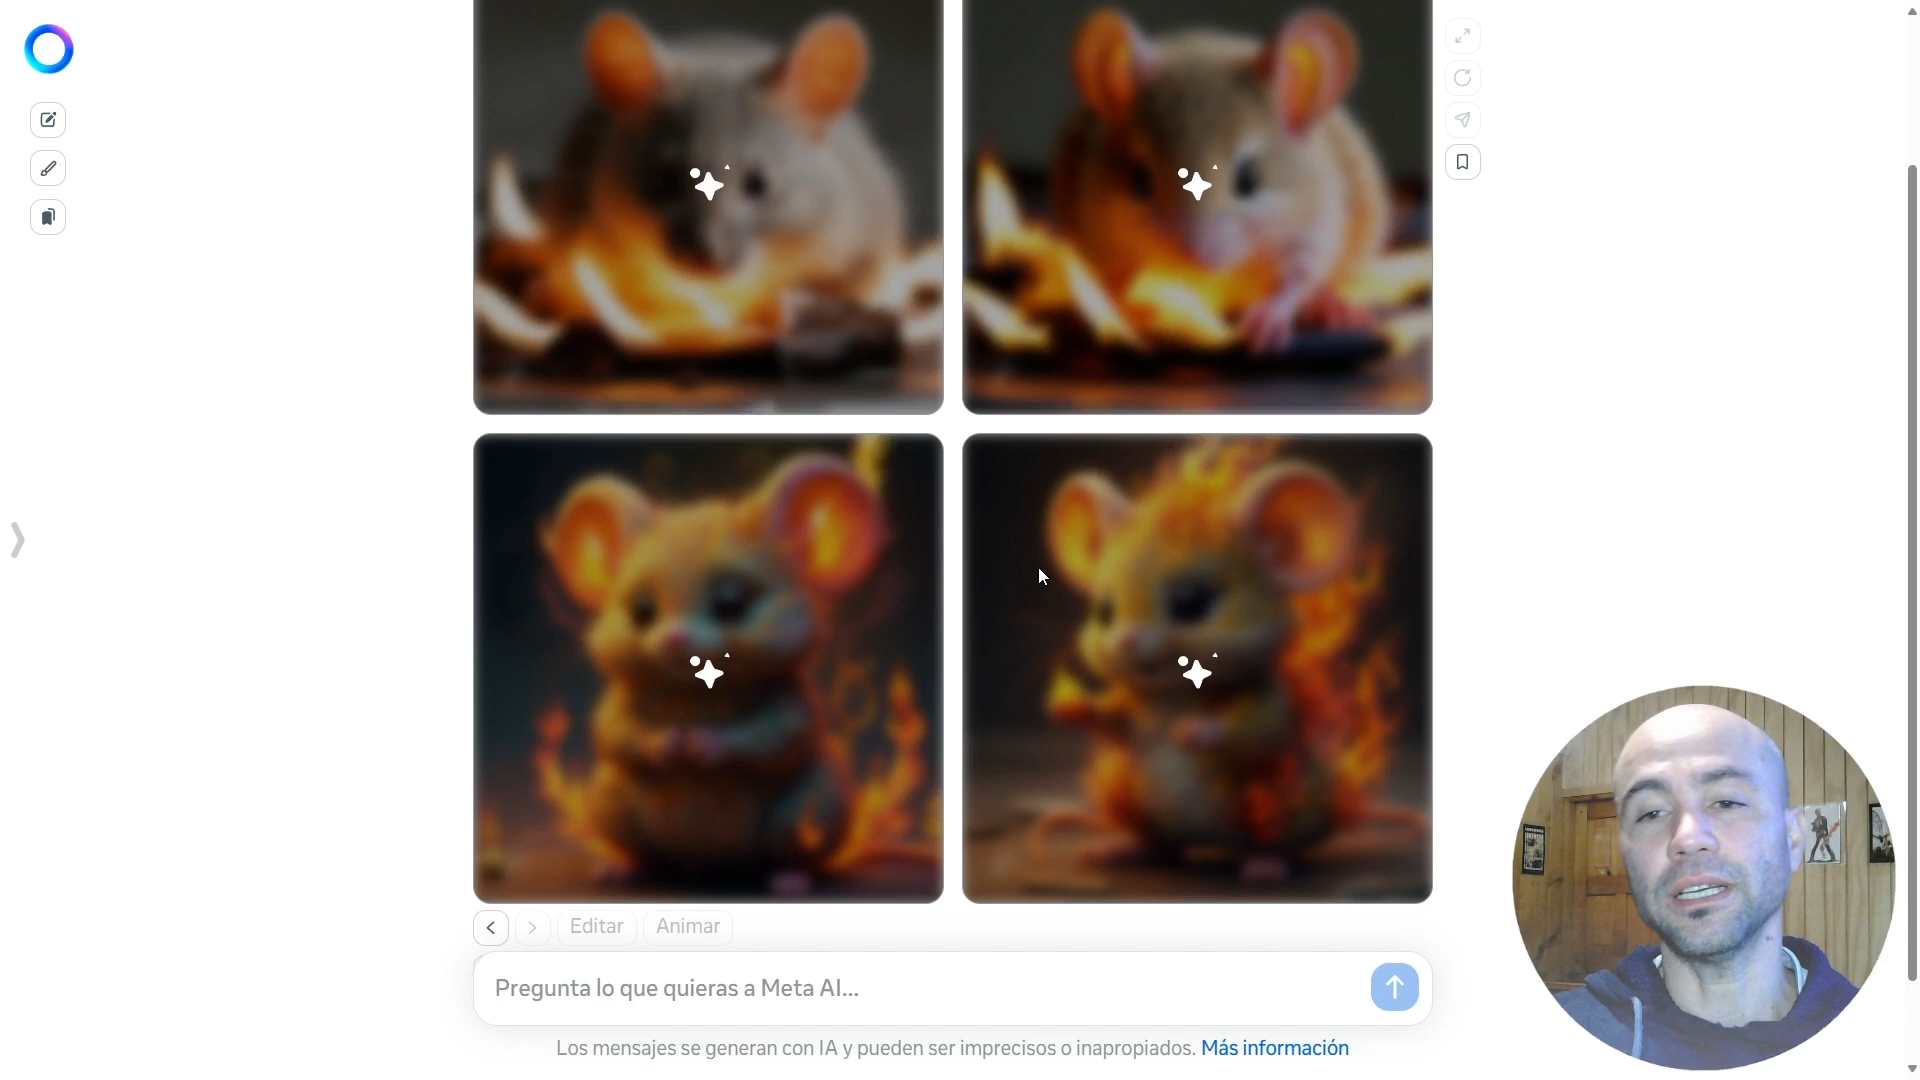 Editar Animar
Pregunta lo que quieras a Meta AI...
Los mensajes se generan con IA y pueden ser imprecisos o inapropiados. Más información